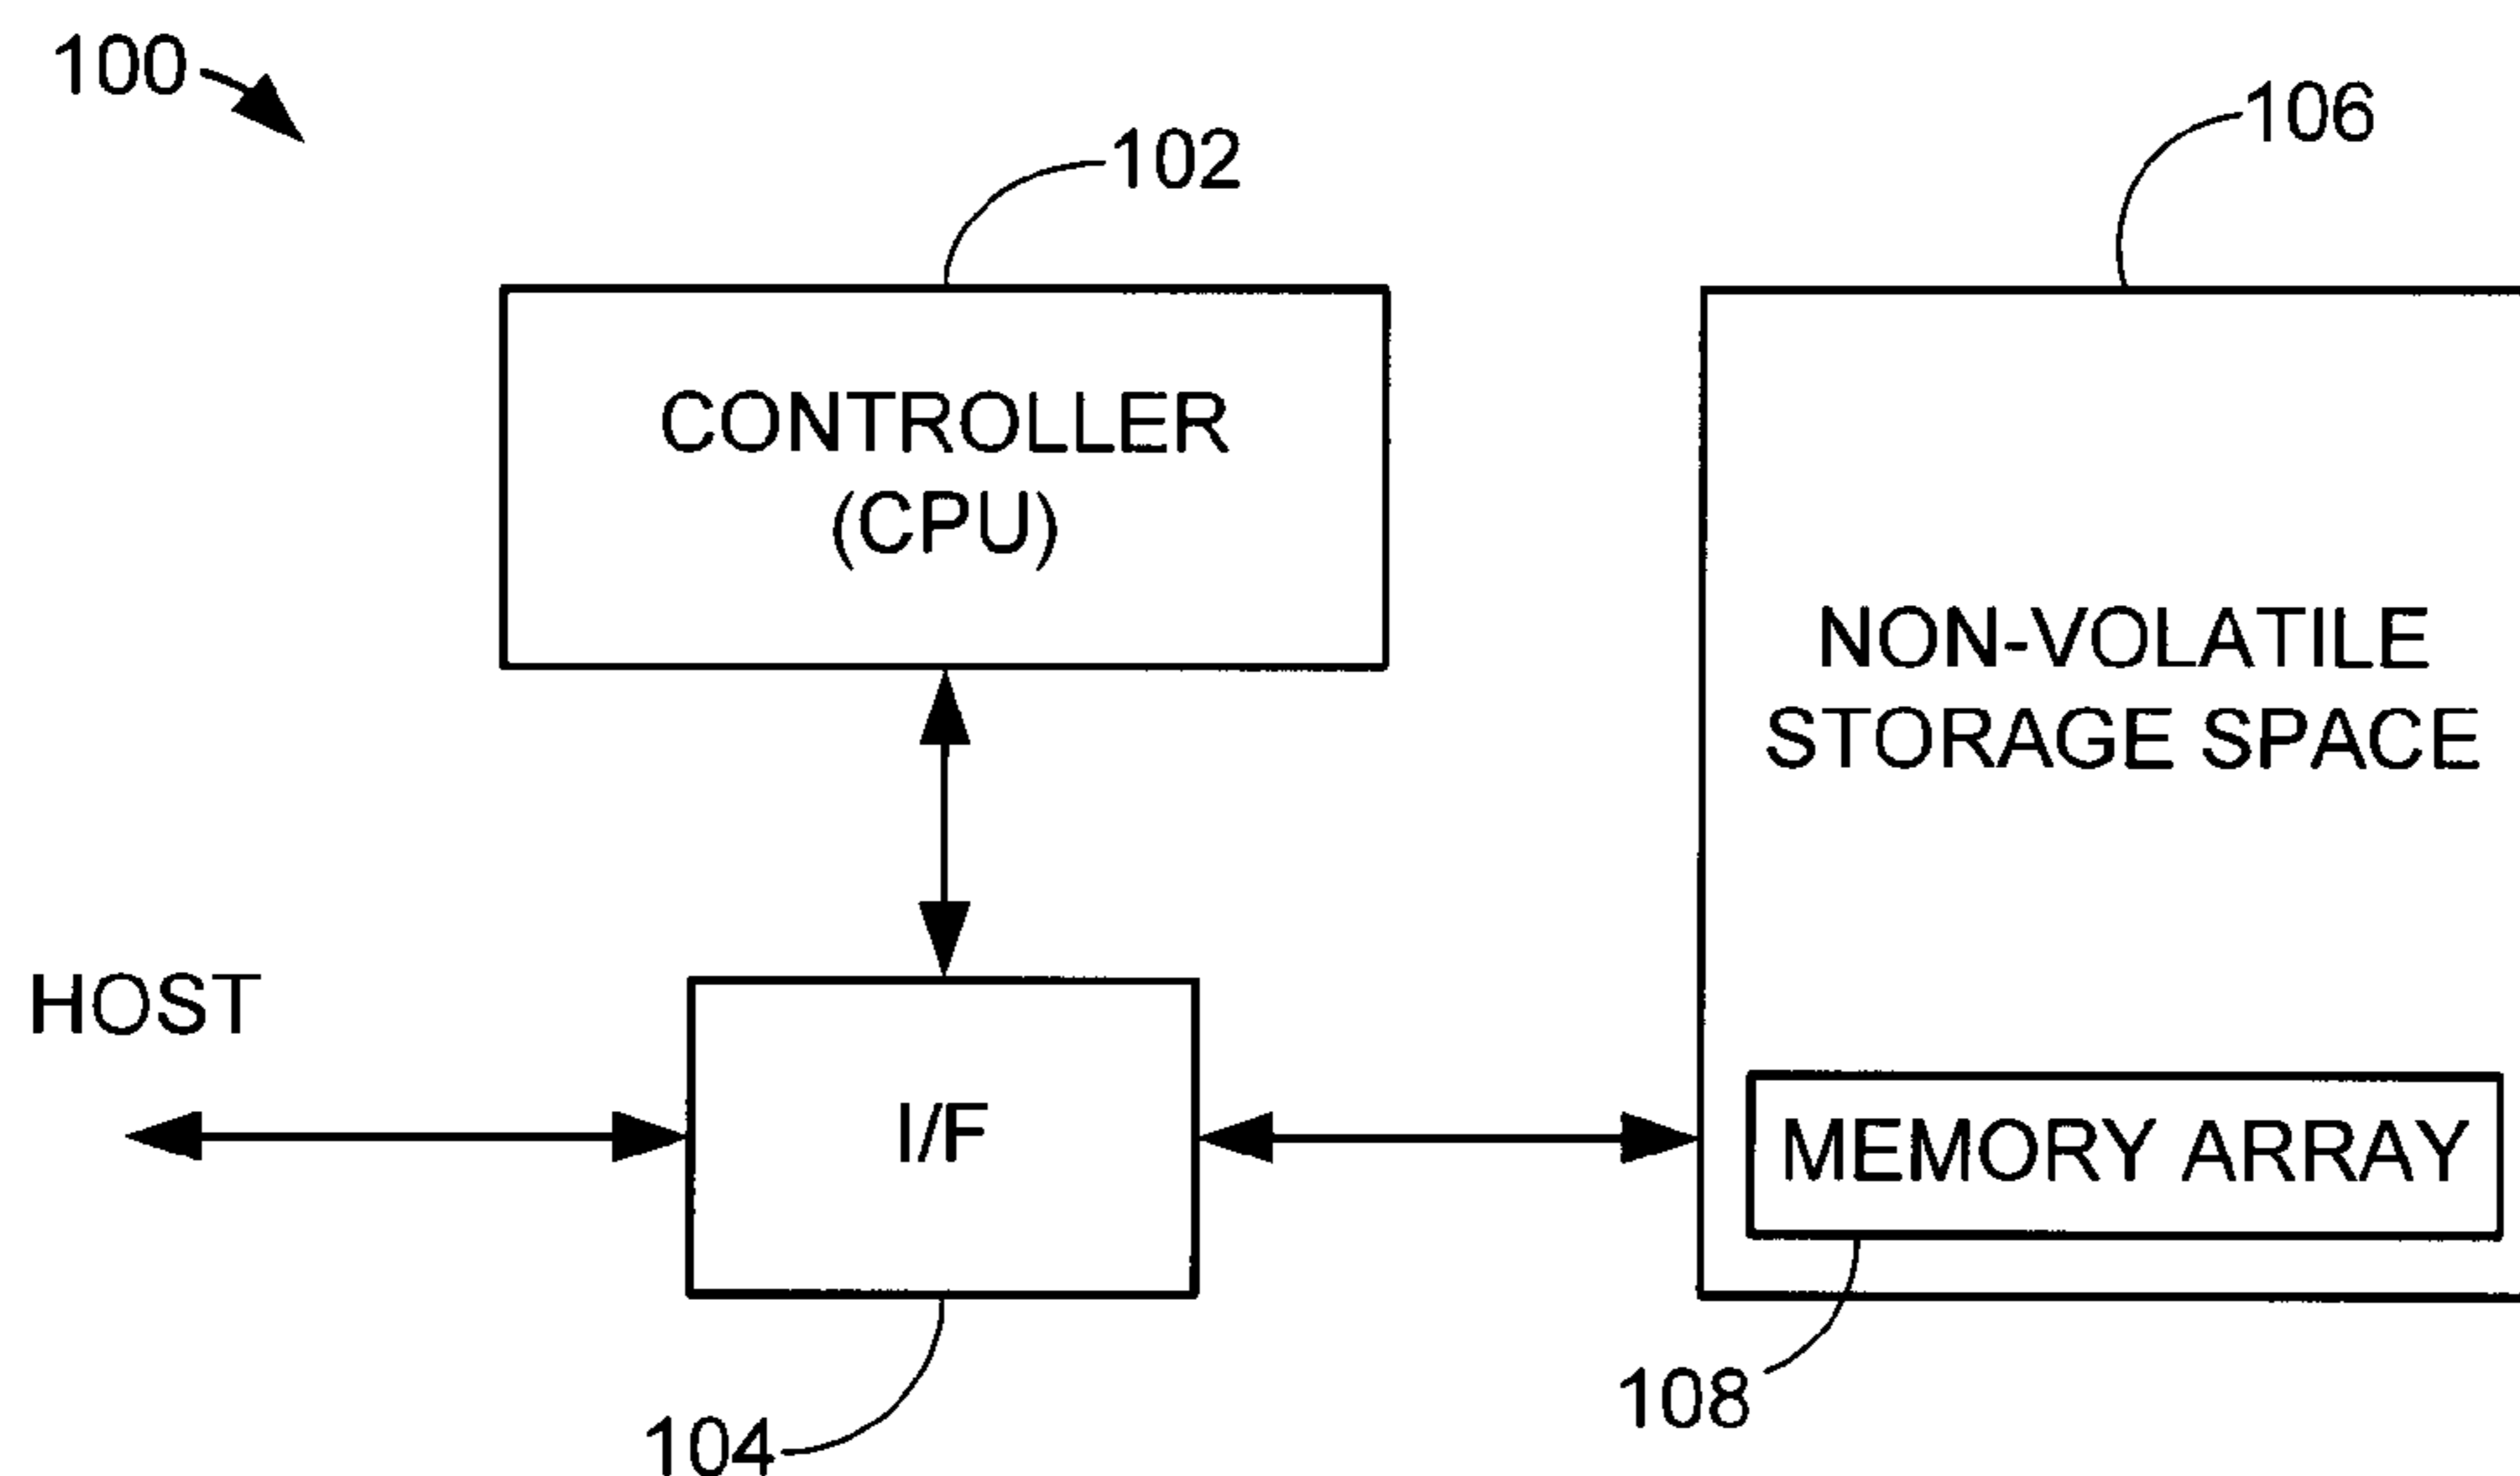 100
102
106
CONTROLLER
(CPU)
NON-VOLATILE
STORAGE SPACE
HOST
I/F
MEMORY ARRAY
108
104